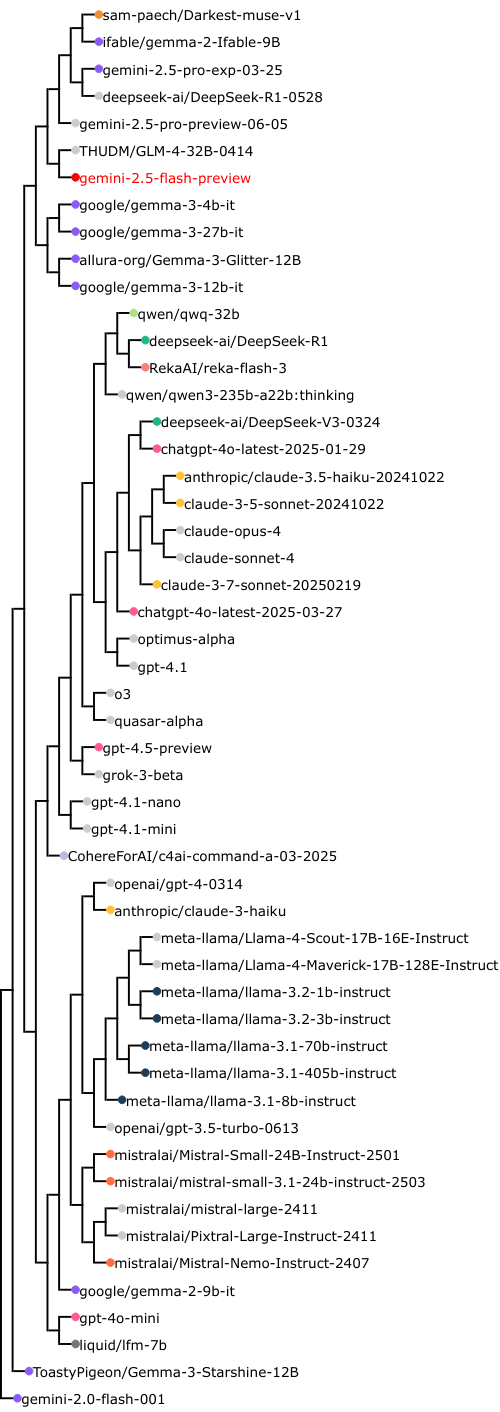 sam-paech/Darkest-muse-v1
ifable/gemma-2-Ifable-9B
gemini-2.5-pro-exp-03-25
deepseek-ai/DeepSeek-R1-0528
gemini-2.5-pro-preview-06-05
THUDM/GLM-4-32B-0414
gemini-2.5-flash-preview
google/gemma-3-4b-it
google/gemma-3-27b-it
allura-org/Gemma-3-Glitter-12B
google/gemma-3-12b-it
qwen/qwq-32b
deepseek-ai/DeepSeek-R1
RekaAI/reka-flash-3
qwen/qwen3-235b-a22b:thinking
deepseek-ai/DeepSeek-V3-0324
chatgpt-4o-latest-2025-01-29
anthropic/claude-3.5-haiku-20241022
claude-3-5-sonnet-20241022
claude-opus-4
claude-sonnet-4
claude-3-7-sonnet-20250219
chatgpt-4o-latest-2025-03-27
optimus-alpha
gpt-4.1
o3
quasar-alpha
gpt-4.5-preview
grok-3-beta
gpt-4.1-nano
gpt-4.1-mini
CohereForAI/c4ai-command-a-03-2025
openai/gpt-4-0314
anthropic/claude-3-haiku
meta-llama/Llama-4-Scout-17B-16E-Instruct
meta-llama/Llama-4-Maverick-17B-128E-Instruct
meta-llama/llama-3.2-1b-instruct
meta-llama/llama-3.2-3b-instruct
meta-llama/llama-3.1-70b-instruct
meta-llama/llama-3.1-405b-instruct
meta-llama/llama-3.1-8b-instruct
openai/gpt-3.5-turbo-0613
mistralai/Mistral-Small-24B-Instruct-2501
mistralai/mistral-small-3.1-24b-instruct-2503
mistralai/mistral-large-2411
mistralai/Pixtral-Large-Instruct-2411
mistralai/Mistral-Nemo-Instruct-2407
google/gemma-2-9b-it
gpt-4o-mini
liquid/lfm-7b
ToastyPigeon/Gemma-3-Starshine-12B
gemini-2.0-flash-001